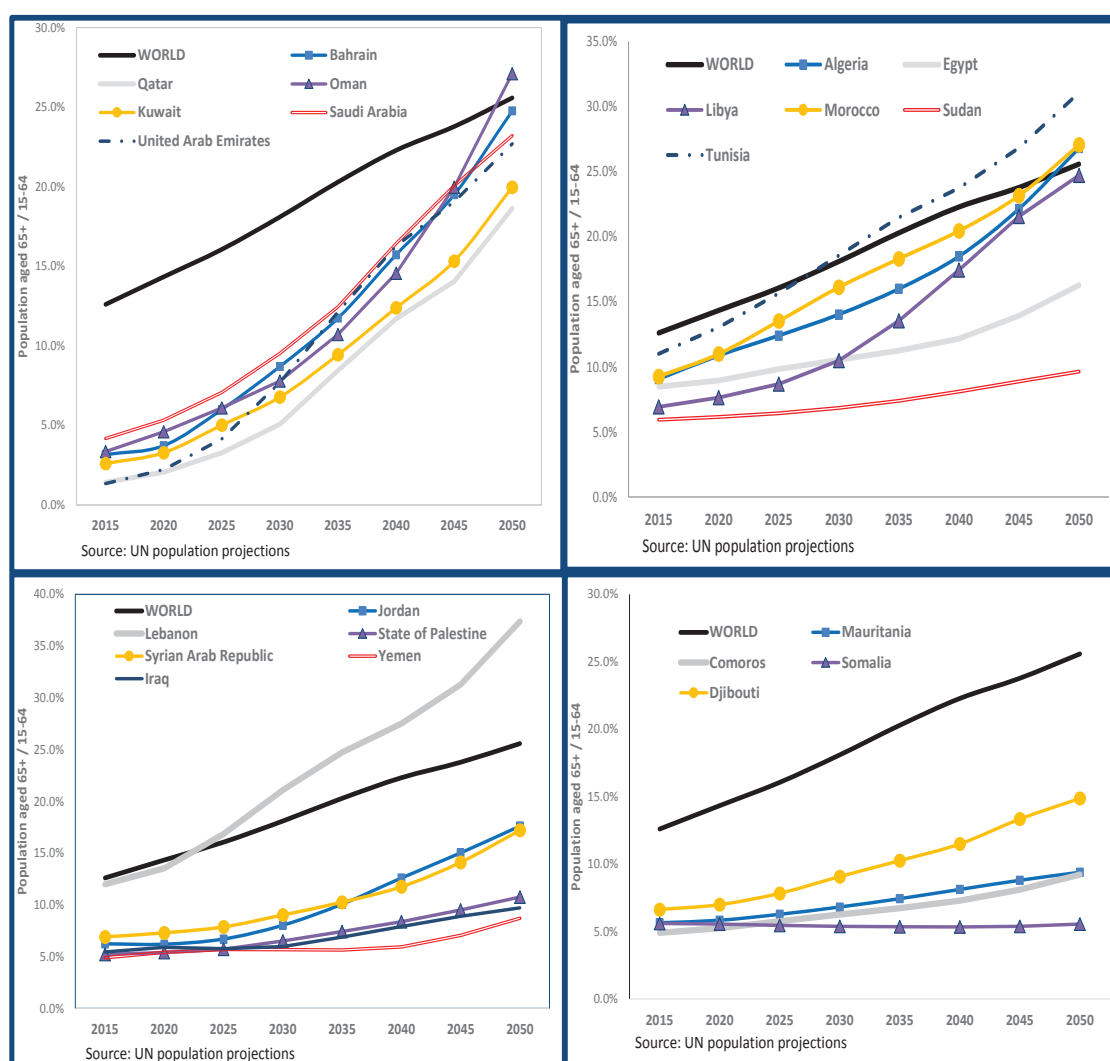 30.0%
25.0%
20.0%
15.0%
10.0%
5.0%
0.0%
Population aged 65+ / 15-64
WORLD Bahrain
Qatar Oman
Kuwait Saudi Arabia
United Arab Emirates
2015 2020 2025 2030 2035 2040 2045 2050
Source: UN population projections
35.0%
30.0%
25.0%
20.0%
15.0%
10.0%
5.0%
0.0%
Population aged 65+ / 15-64
WORLD Algeria Egypt
Libya Morocco Sudan
Tunisia
2015 2020 2025 2030 2035 2040 2045 2050
Source: UN population projections
40.0%
35.0%
30.0%
25.0%
20.0%
15.0%
10.0%
5.0%
0.0%
Population aged 65+ / 15-64
WORLD Jordan
Lebanon State of Palestine
Syrian Arab Republic Yemen
Iraq
2015 2020 2025 2030 2035 2040 2045 2050
Source: UN population projections
30.0%
25.0%
20.0%
15.0%
10.0%
5.0%
0.0%
Population aged 65+ / 15-64
WORLD Mauritania
Comoros Somalia
Djibouti
2015 2020 2025 2030 2035 2040 2045 2050
Source: UN population projections